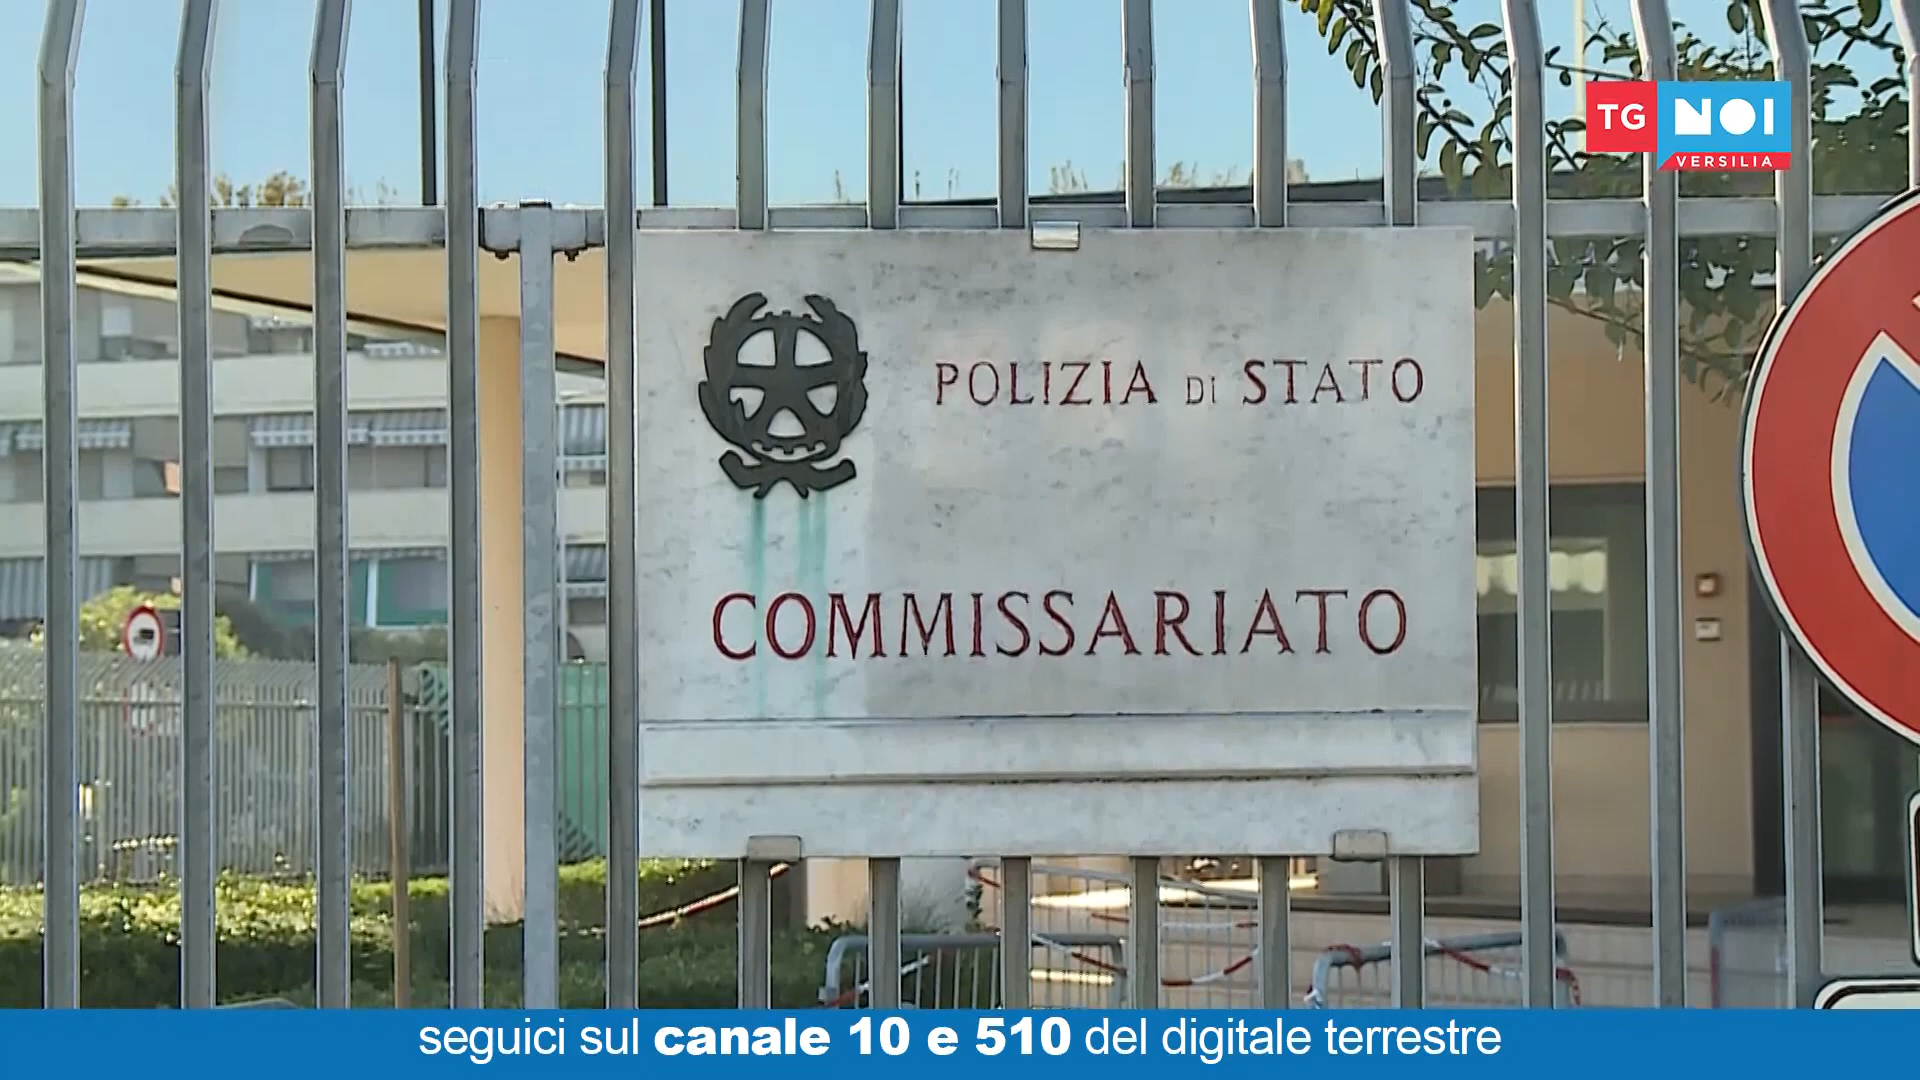 TG NOI
VERSILIA
POLIZIA DI STATO
COMMISSARIATO
seguici sul canale 10 e 510 del digitale terrestre